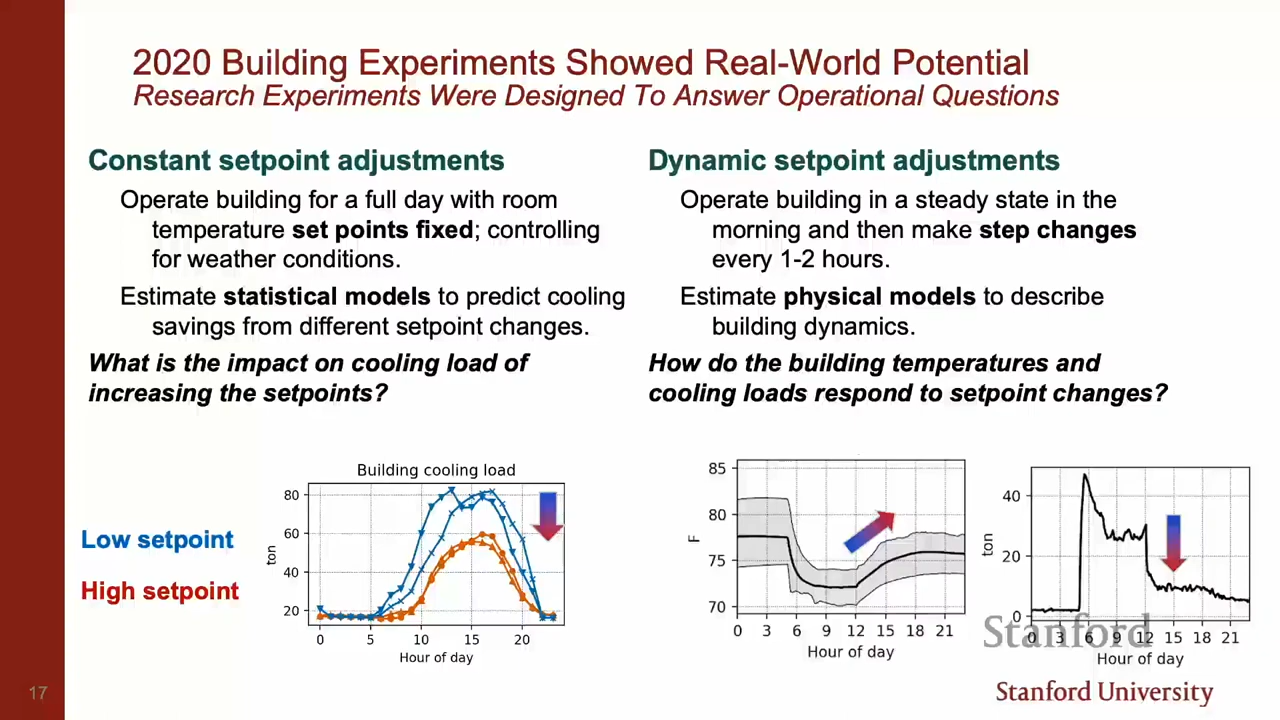 2020 Building Experiments Showed Real-World Potential
Research Experiments Were Designed To Answer Operational Questions
Constant setpoint adjustments
Operate building for a full day with room
temperature set points fixed; controlling
for weather conditions.
Estimate statistical models to predict cooling
savings from different setpoint changes.
What is the impact on cooling load of
increasing the setpoints?
Dynamic setpoint adjustments
Operate building in a steady state in the
morning and then make step changes
every 1-2 hours.
Estimate physical models to describe
building dynamics.
How do the building temperatures and
cooling loads respond to setpoint changes?
Low setpoint
High setpoint
Building cooling load
80
60
40
20
ton
0 5 10 15 20
Hour of day
85
80
75
70
F
0 3 6 9 12 15 18 21
Hour of day
40
20
0
ton
0 3 6 9 12 15 18 21
Hour of day
Stanford
Stanford University
17